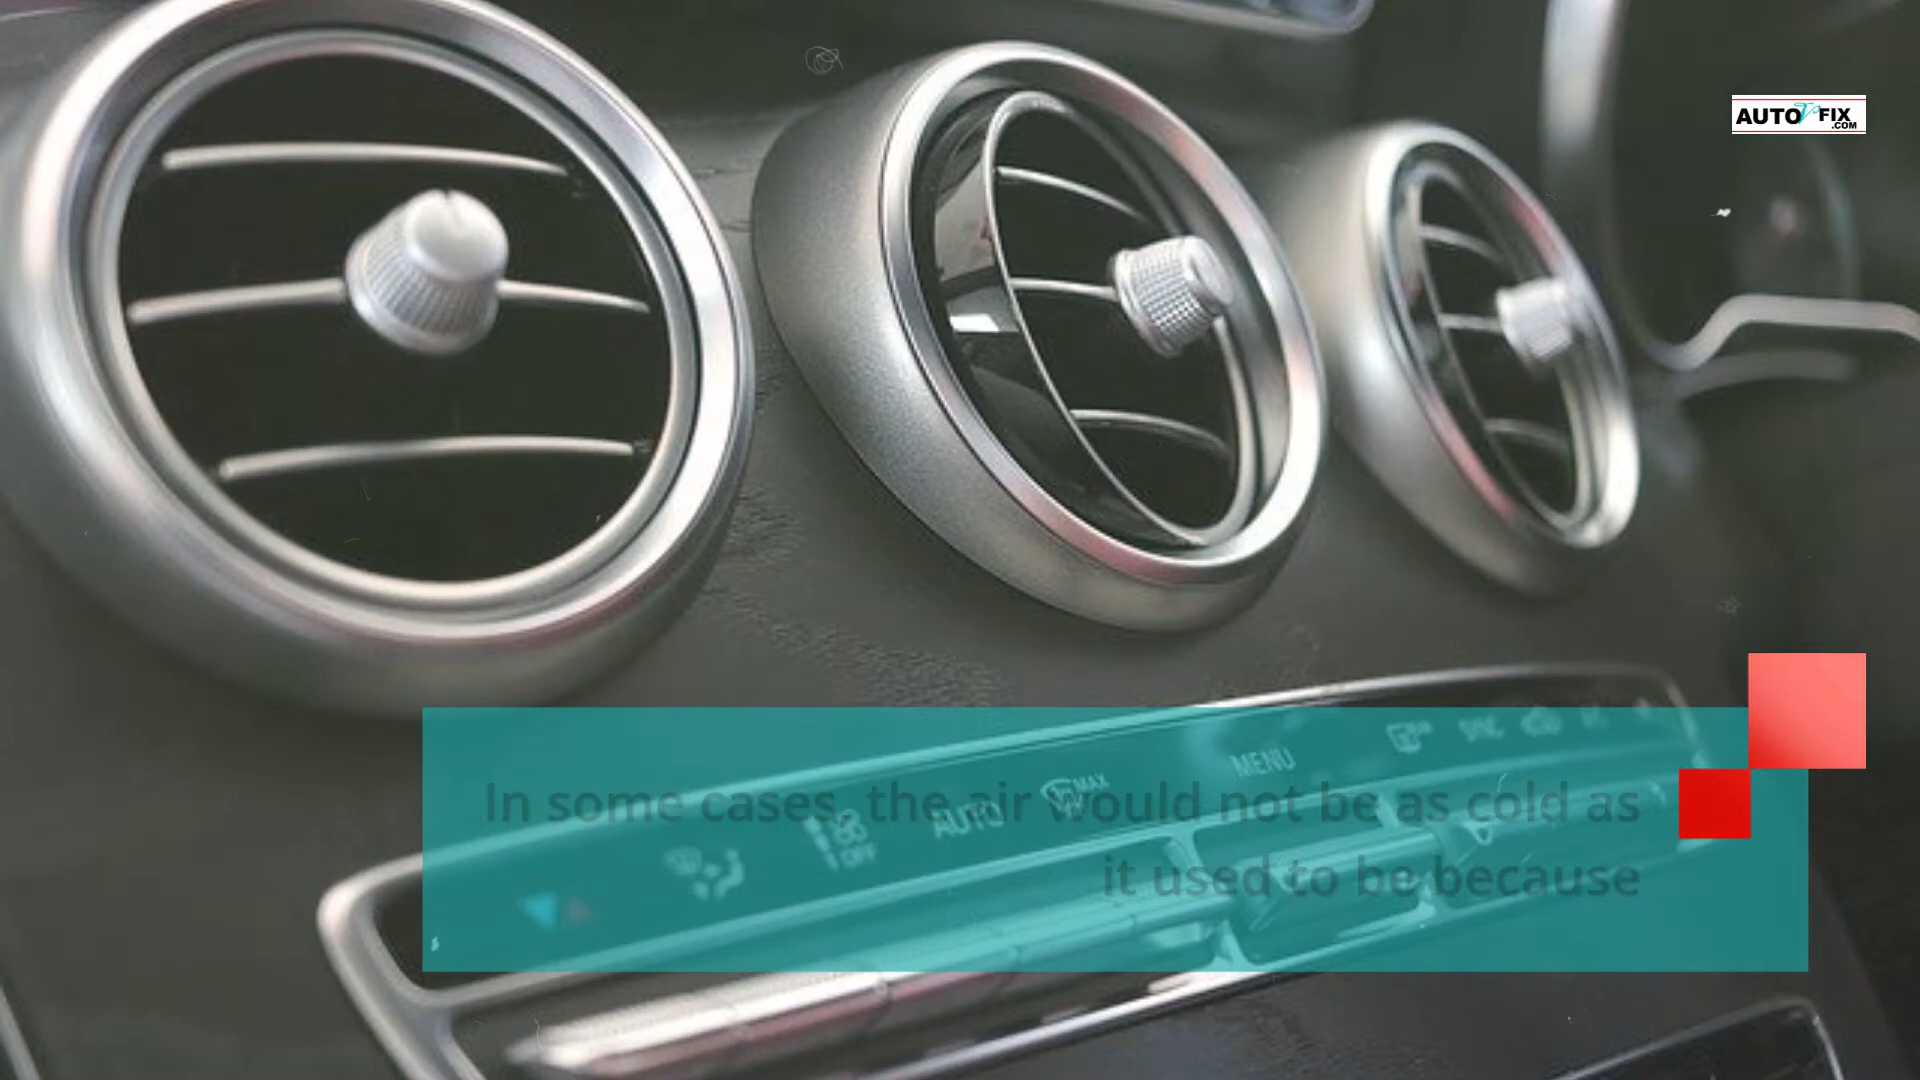 AUTO FIX
.COM
MENU
SYNC
MAX
AUTO
OFF
In some cases, the air would not be as cold as
it used to be because